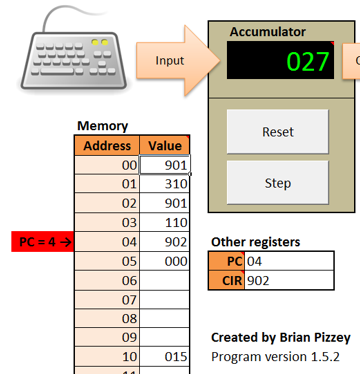 Accumulator
Input
027
Reset
Step
Memory
Address Value
00 901
01 310
02 901
03 110
PC = 4 → 04 902
05 000
06
07
08
09
10 015
Other registers
PC 04
CIR 902
Created by Brian Pizzey
Program version 1.5.2